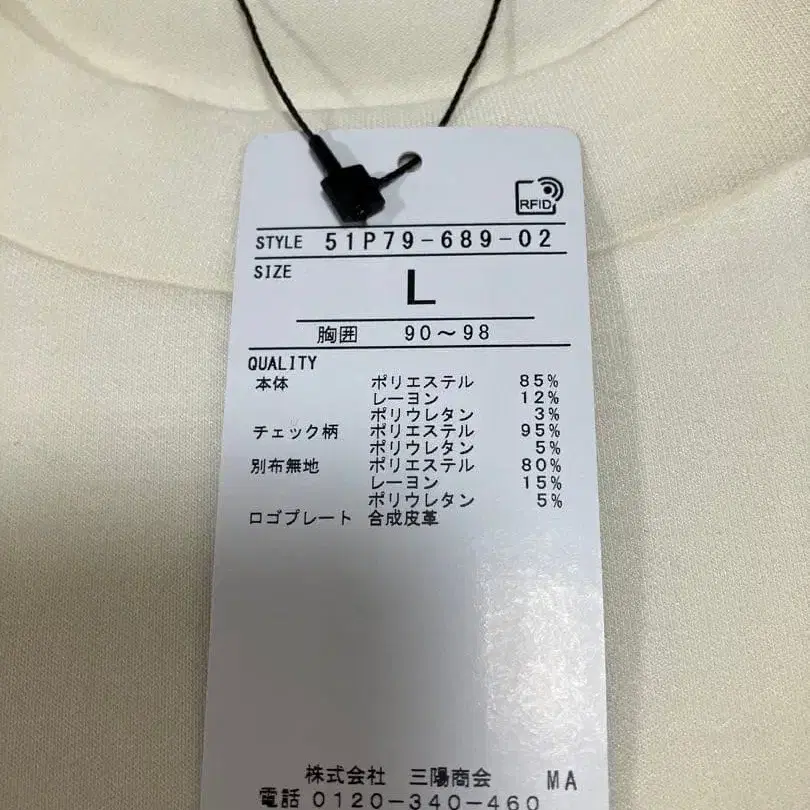 RFID
STYLE 51P79-689-02
SIZE
L
胸囲 90～98
QUALITY
本体 ポリエステル 85%
レーヨン 12%
ポリウレタン 3%
チェック柄 ポリエステル 95%
ポリウレタン 5%
別布無地 ポリエステル 80%
レーヨン 15%
ポリウレタン 5%
ロゴプレート 合成皮革
株式会社 三陽商会 MA
電話 0120-340-460